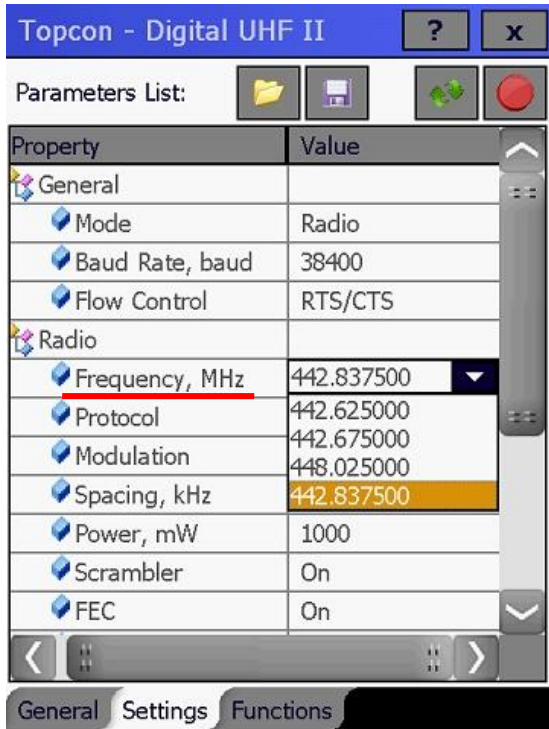 Topcon - Digital UHF II ? x
Parameters List:
Property Value
General
Mode Radio
Baud Rate, baud 38400
Flow Control RTS/CTS
Radio
Frequency, MHz 442.837500
Protocol 442.625000
442.675000
Modulation 448.025000
Spacing, kHz 442.837500
Power, mW 1000
Scrambler On
FEC On
General Settings Functions